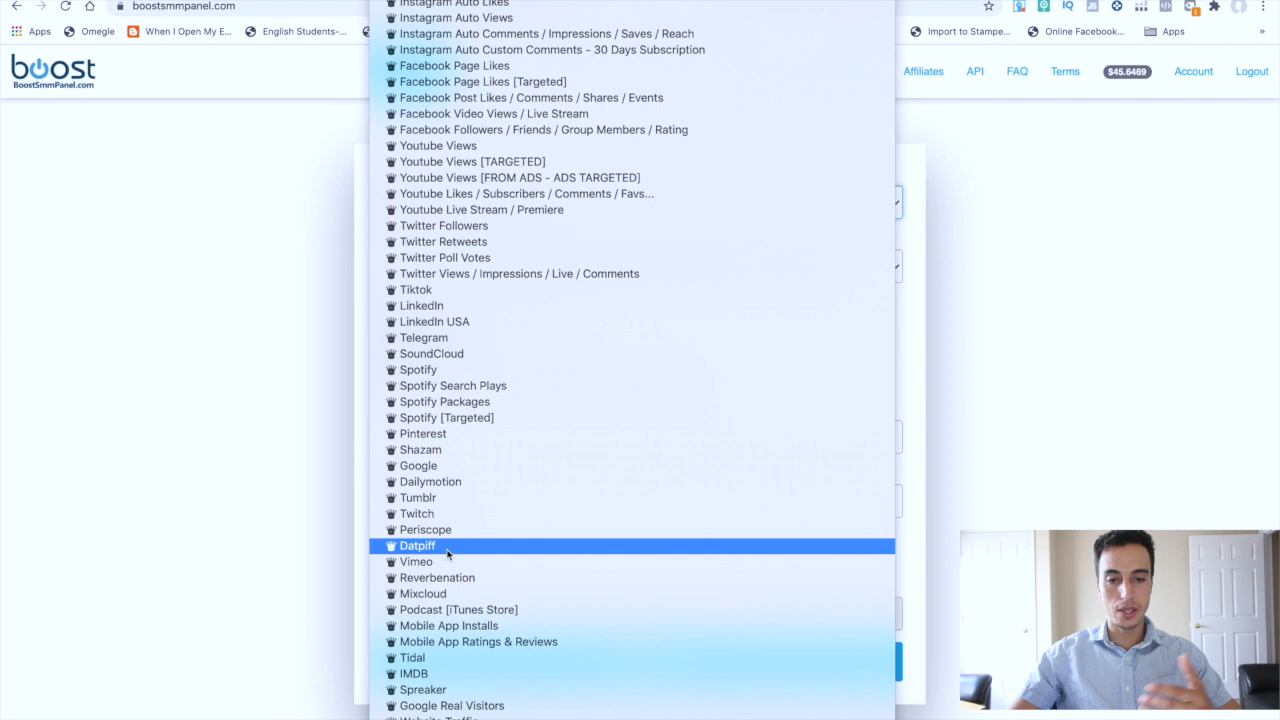 boostsmmpanel.com
Apps
Omegle
When I Open My E...
English Students-...
Import to Stampe...
Online Facebook...
Apps
»
boost
BoostSmmPanel.com
Affiliates
API
FAQ
Terms
$45.6469
Account
Logout
Instagram Auto Likes
Instagram Auto Views
Instagram Auto Comments / Impressions / Saves / Reach
Instagram Auto Custom Comments - 30 Days Subscription
Facebook Page Likes
Facebook Page Likes [Targeted]
Facebook Post Likes / Comments / Shares / Events
Facebook Video Views / Live Stream
Facebook Followers / Friends / Group Members / Rating
Youtube Views
Youtube Views [TARGETED]
Youtube Views [FROM ADS - ADS TARGETED]
Youtube Likes / Subscribers / Comments / Favs...
Youtube Live Stream / Premiere
Twitter Followers
Twitter Retweets
Twitter Poll Votes
Twitter Views / Impressions / Live / Comments
Tiktok
LinkedIn
LinkedIn USA
Telegram
SoundCloud
Spotify
Spotify Search Plays
Spotify Packages
Spotify [Targeted]
Pinterest
Shazam
Google
Dailymotion
Tumblr
Twitch
Periscope
Datpiff
Vimeo
Reverbenation
Mixcloud
Podcast [iTunes Store]
Mobile App Installs
Mobile App Ratings & Reviews
Tidal
IMDB
Spreaker
Google Real Visitors